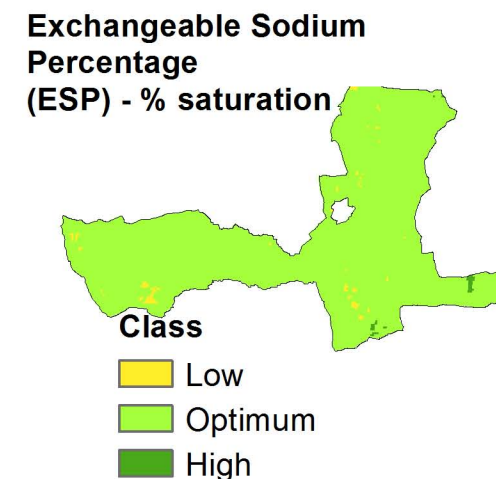 Exchangeable Sodium
Percentage
(ESP) - % saturation
Class
Low
Optimum
High